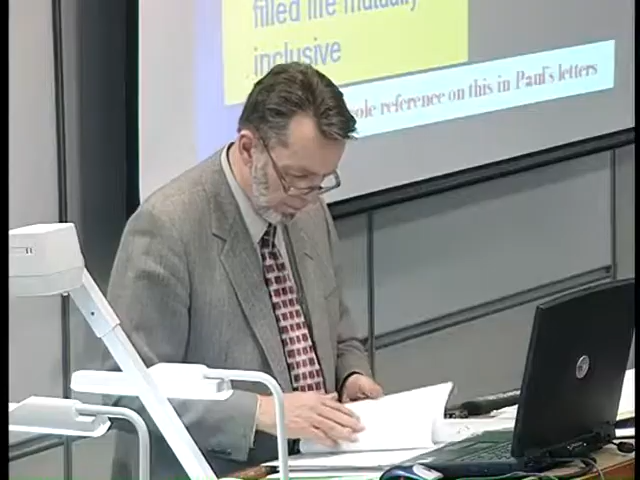 filled life mutually
inclusive
sole reference on this in Paul's letters